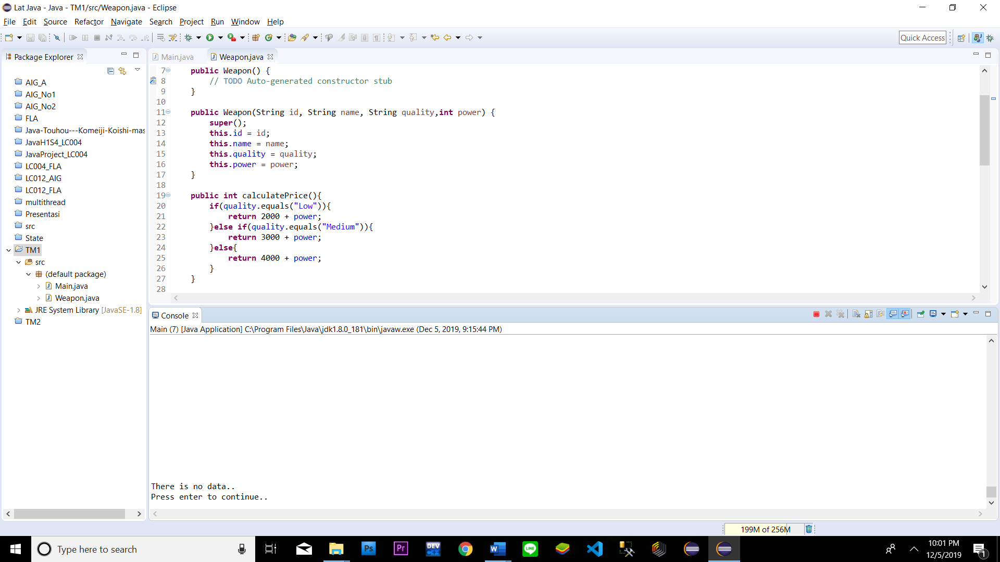 Lat Java - Java - TM1/src/Weapon.java - Eclipse
File Edit Source Refactor Navigate Search Project Run Window Help
Quick Access
Package Explorer
AIG_A
AIG_No1
AIG_No2
FLA
Java-Touhou---Komeiji-Koishi-mas
JavaH1S4_LC004
JavaProject_LC004
LC004_FLA
LC012_AIG
LC012_FLA
multithread
Presentasi
src
State
TM1
src
(default package)
Main.java
Weapon.java
JRE System Library [JavaSE-1.8]
TM2
Main.java Weapon.java
7 public Weapon() {
8 // TODO Auto-generated constructor stub
9 }
10
11 public Weapon(String id, String name, String quality,int power) {
12 super();
13 this.id = id;
14 this.name = name;
15 this.quality = quality;
16 this.power = power;
17 }
18
19 public int calculatePrice(){
20 if(quality.equals("Low")){
21 return 2000 + power;
22 }else if(quality.equals("Medium")){
23 return 3000 + power;
24 }else{
25 return 4000 + power;
26 }
27 }
28
Console
Main (7) [Java Application] C:\Program Files\Java\jdk1.8.0_181\bin\javaw.exe (Dec 5, 2019, 9:15:44 PM)
There is no data..
Press enter to continue..
199M of 256M
Type here to search
Ps
Pr
DEV C++
W
LINE
10:01 PM
12/5/2019
1